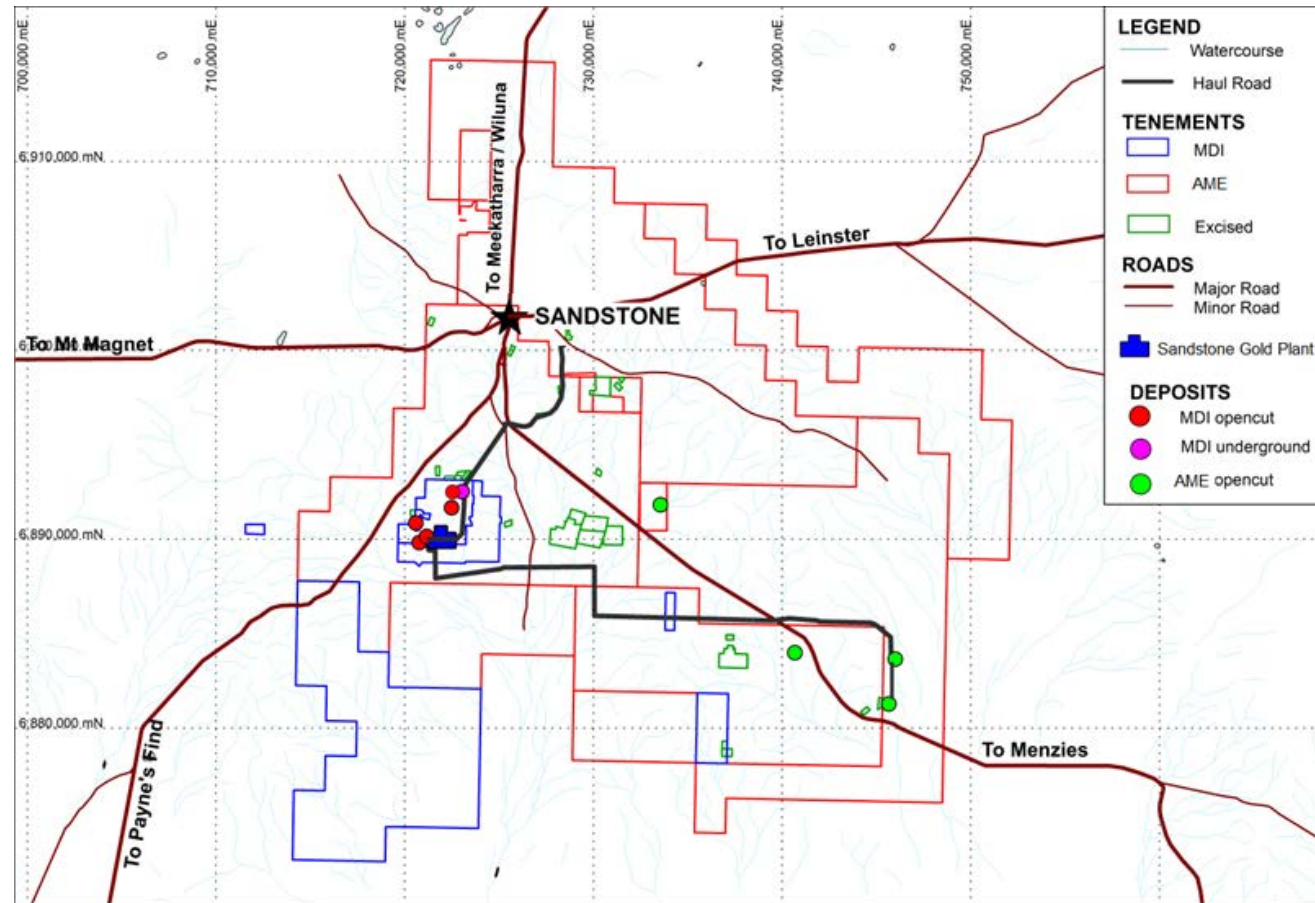 700,000.mE
710,000.mE
720,000.mE
730,000.mE
740,000.mE
750,000.mE
LEGEND
Watercourse
Haul Road
TENEMENTS
MDI
AME
Excised
ROADS
Major Road
Minor Road
Sandstone Gold Plant
DEPOSITS
MDI opencut
MDI underground
AME opencut
6,910,000.mN
To Meekatharra / Wiluna
To Leinster
SANDSTONE
To Mt Magnet
6,890,000.mN
6,880,000.mN
To Payne's Find
To Menzies